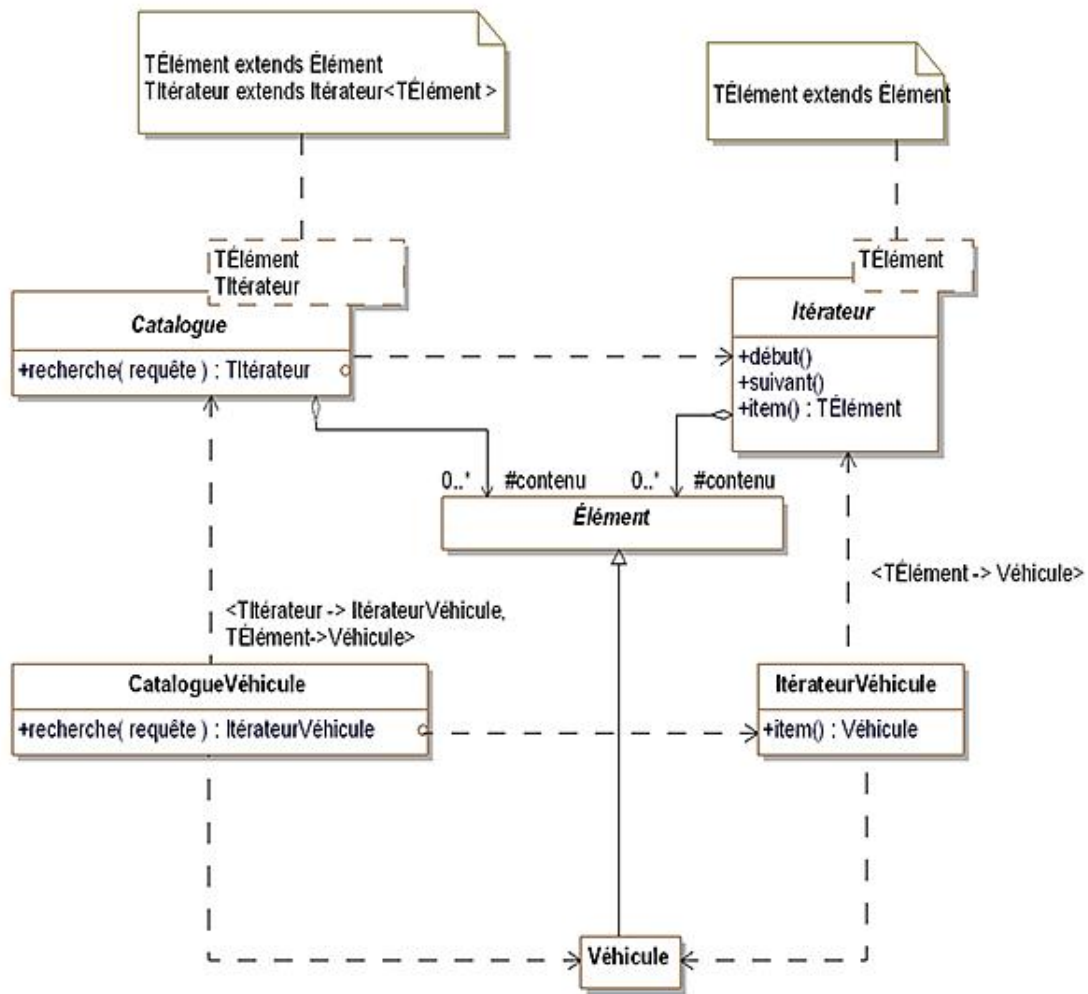 TÉlément extends Élément
TItérateur extends Itérateur<TÉlément >
TÉlément extends Élément
TÉlément
TItérateur
Catalogue
+recherche( requête ) : TItérateur
TÉlément
Itérateur
+début()
+suivant()
+item() : TÉlément
0..* #contenu
0..* #contenu
Élément
<TItérateur -> ItérateurVéhicule,
TÉlément->Véhicule>
<TÉlément -> Véhicule>
CatalogueVéhicule
+recherche( requête ) : ItérateurVéhicule
ItérateurVéhicule
+item() : Véhicule
Véhicule